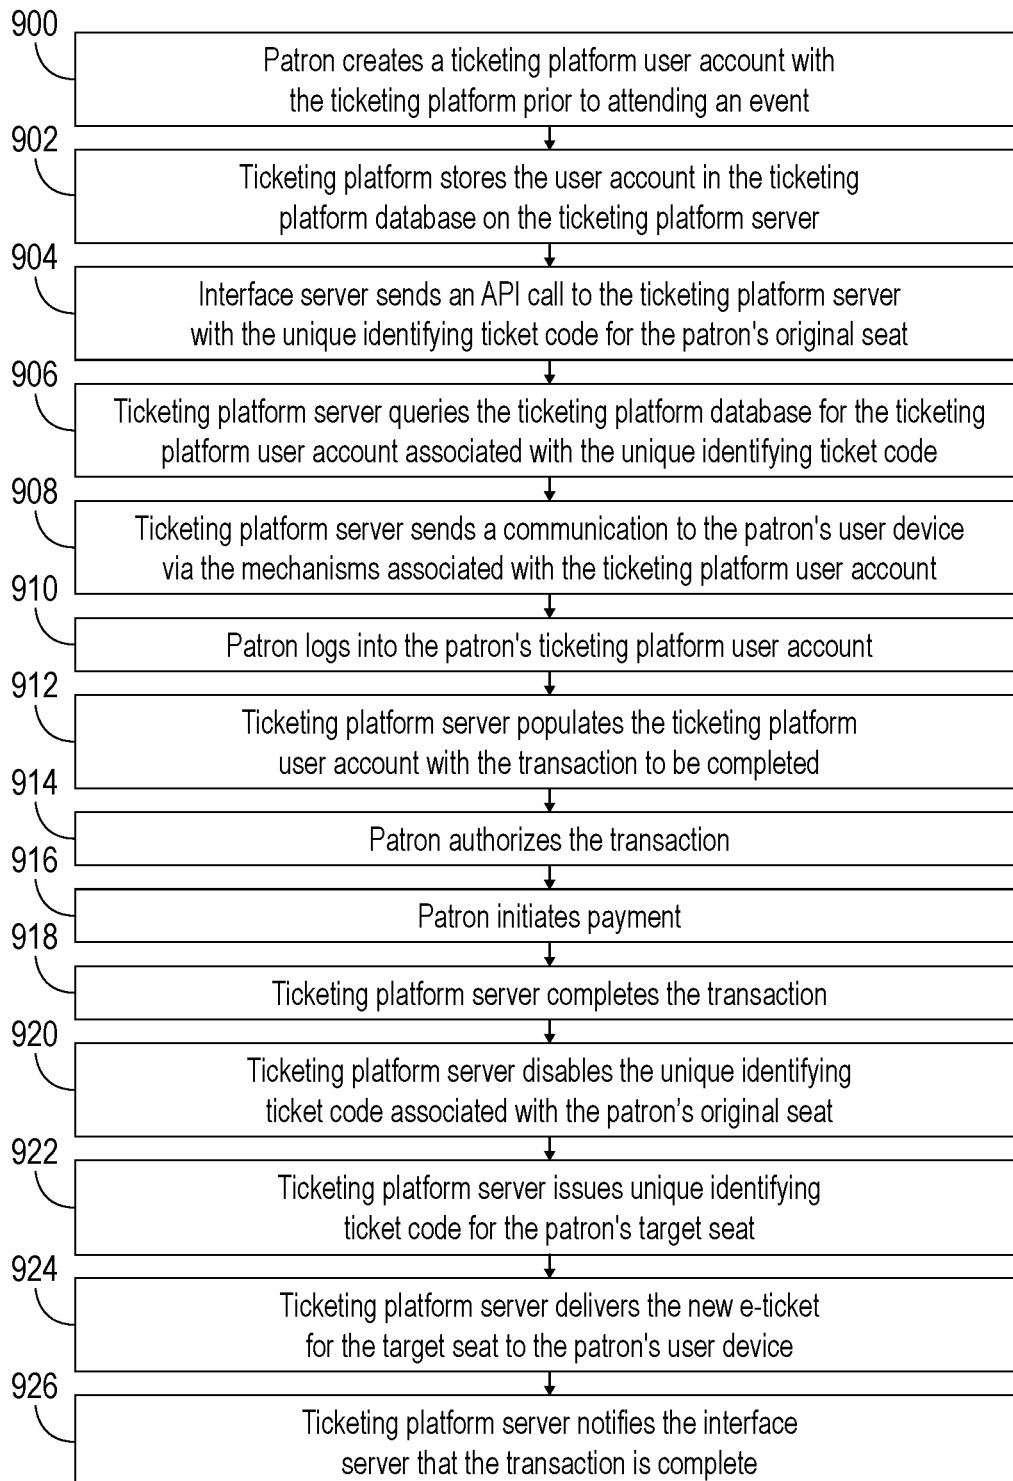 900
Patron creates a ticketing platform user account with
the ticketing platform prior to attending an event
902
Ticketing platform stores the user account in the ticketing
platform database on the ticketing platform server
904
Interface server sends an API call to the ticketing platform server
with the unique identifying ticket code for the patron's original seat
906
Ticketing platform server queries the ticketing platform database for the ticketing
platform user account associated with the unique identifying ticket code
908
Ticketing platform server sends a communication to the patron's user device
via the mechanisms associated with the ticketing platform user account
910
Patron logs into the patron's ticketing platform user account
912
Ticketing platform server populates the ticketing platform
user account with the transaction to be completed
914
Patron authorizes the transaction
916
Patron initiates payment
918
Ticketing platform server completes the transaction
920
Ticketing platform server disables the unique identifying
ticket code associated with the patron’s original seat
922
Ticketing platform server issues unique identifying
ticket code for the patron's target seat
924
Ticketing platform server delivers the new e-ticket
for the target seat to the patron's user device
926
Ticketing platform server notifies the interface
server that the transaction is complete